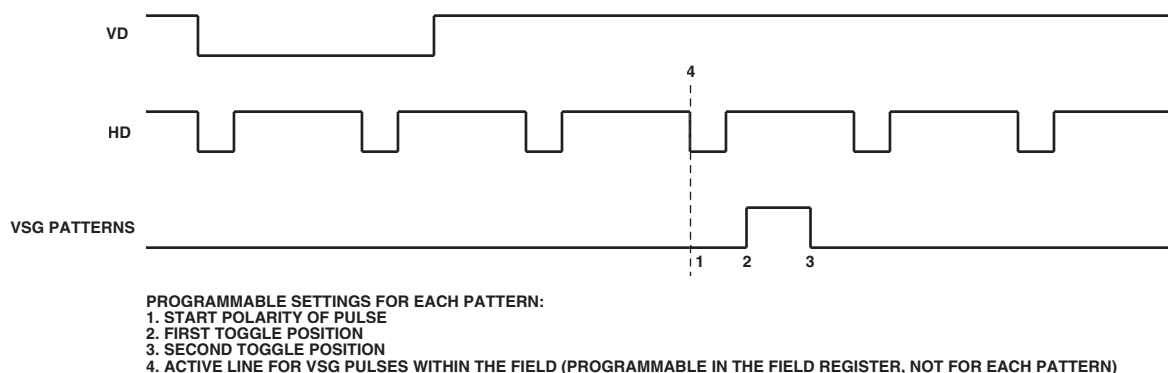 VD
4
HD
VSG PATTERNS
1 2 3
PROGRAMMABLE SETTINGS FOR EACH PATTERN:
1. START POLARITY OF PULSE
2. FIRST TOGGLE POSITION
3. SECOND TOGGLE POSITION
4. ACTIVE LINE FOR VSG PULSES WITHIN THE FIELD (PROGRAMMABLE IN THE FIELD REGISTER, NOT FOR EACH PATTERN)